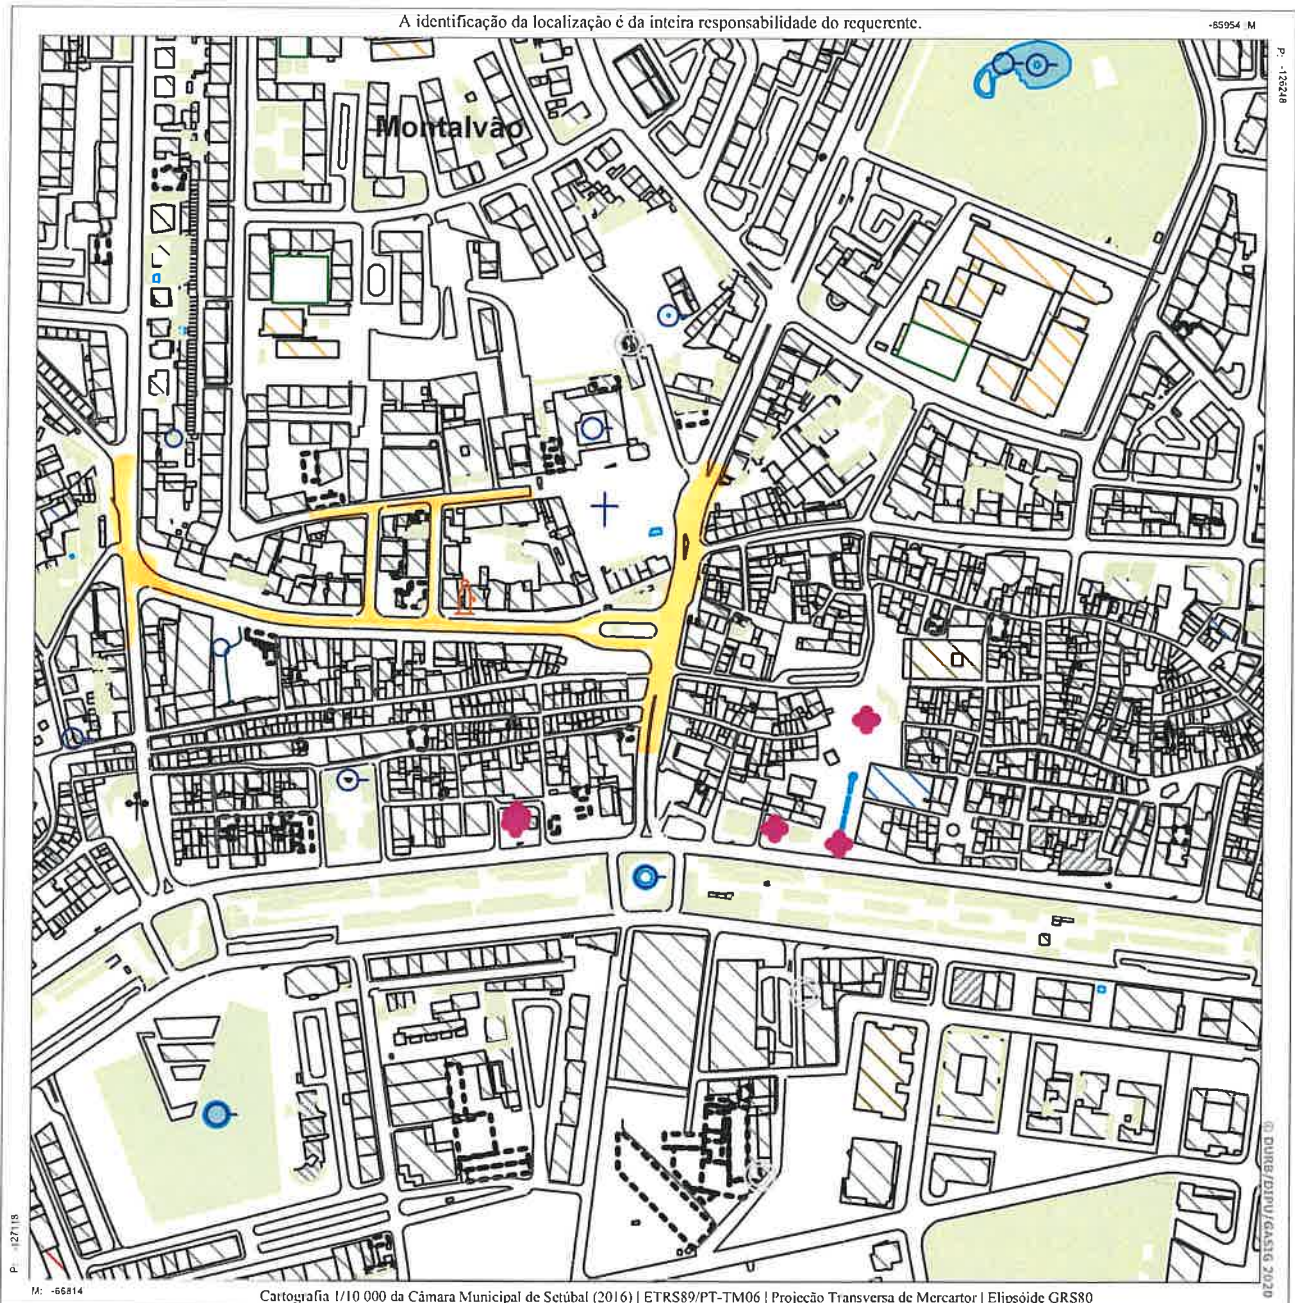 A identificação da localização é da inteira responsabilidade do requerente.
-65954 M
P: -126248
Montalvão
P: -127118
M: -66814
© DURB/DIPU/GASIG 2020
Cartografia 1/10 000 da Câmara Municipal de Setúbal (2016) | ETRS89/PT-TM06 | Projeção Transversa de Mercartor | Elipsóide GRS80